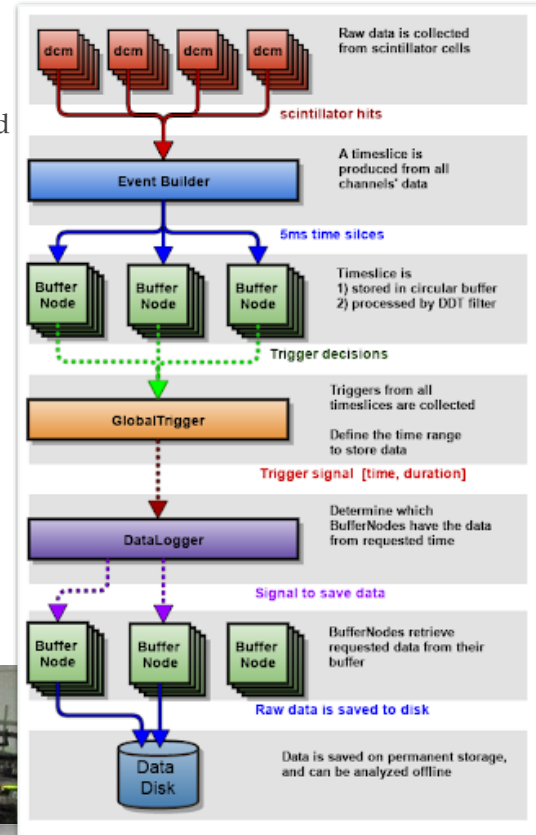 dcm dcm dcm dcm
Raw data is collected
from scintillator cells
d
scintillator hits
Event Builder
A timeslice is
produced from all
channels' data
5ms time silces
Buffer
Node
Buffer
Node
Buffer
Node
Timeslice is
1) stored in circular buffer
2) processed by DDT filter
Trigger decisions
GlobalTrigger
Triggers from all
timeslices are collected
Define the time range
to store data
Trigger signal [time, duration]
DataLogger
Determine which
BufferNodes have the data
from requested time
Signal to save data
Buffer
Node
Buffer
Node
Buffer
Node
BufferNodes retrieve
requested data from their
buffer
Raw data is saved to disk
Data
Disk
Data is saved on permanent storage,
and can be analyzed offline